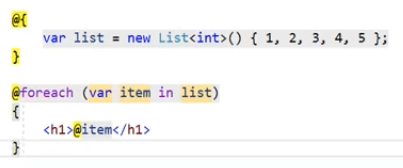 @{
var list = new List<int>() { 1, 2, 3, 4, 5 };
}
@foreach (var item in list)
{
<h1>@item</h1>
}